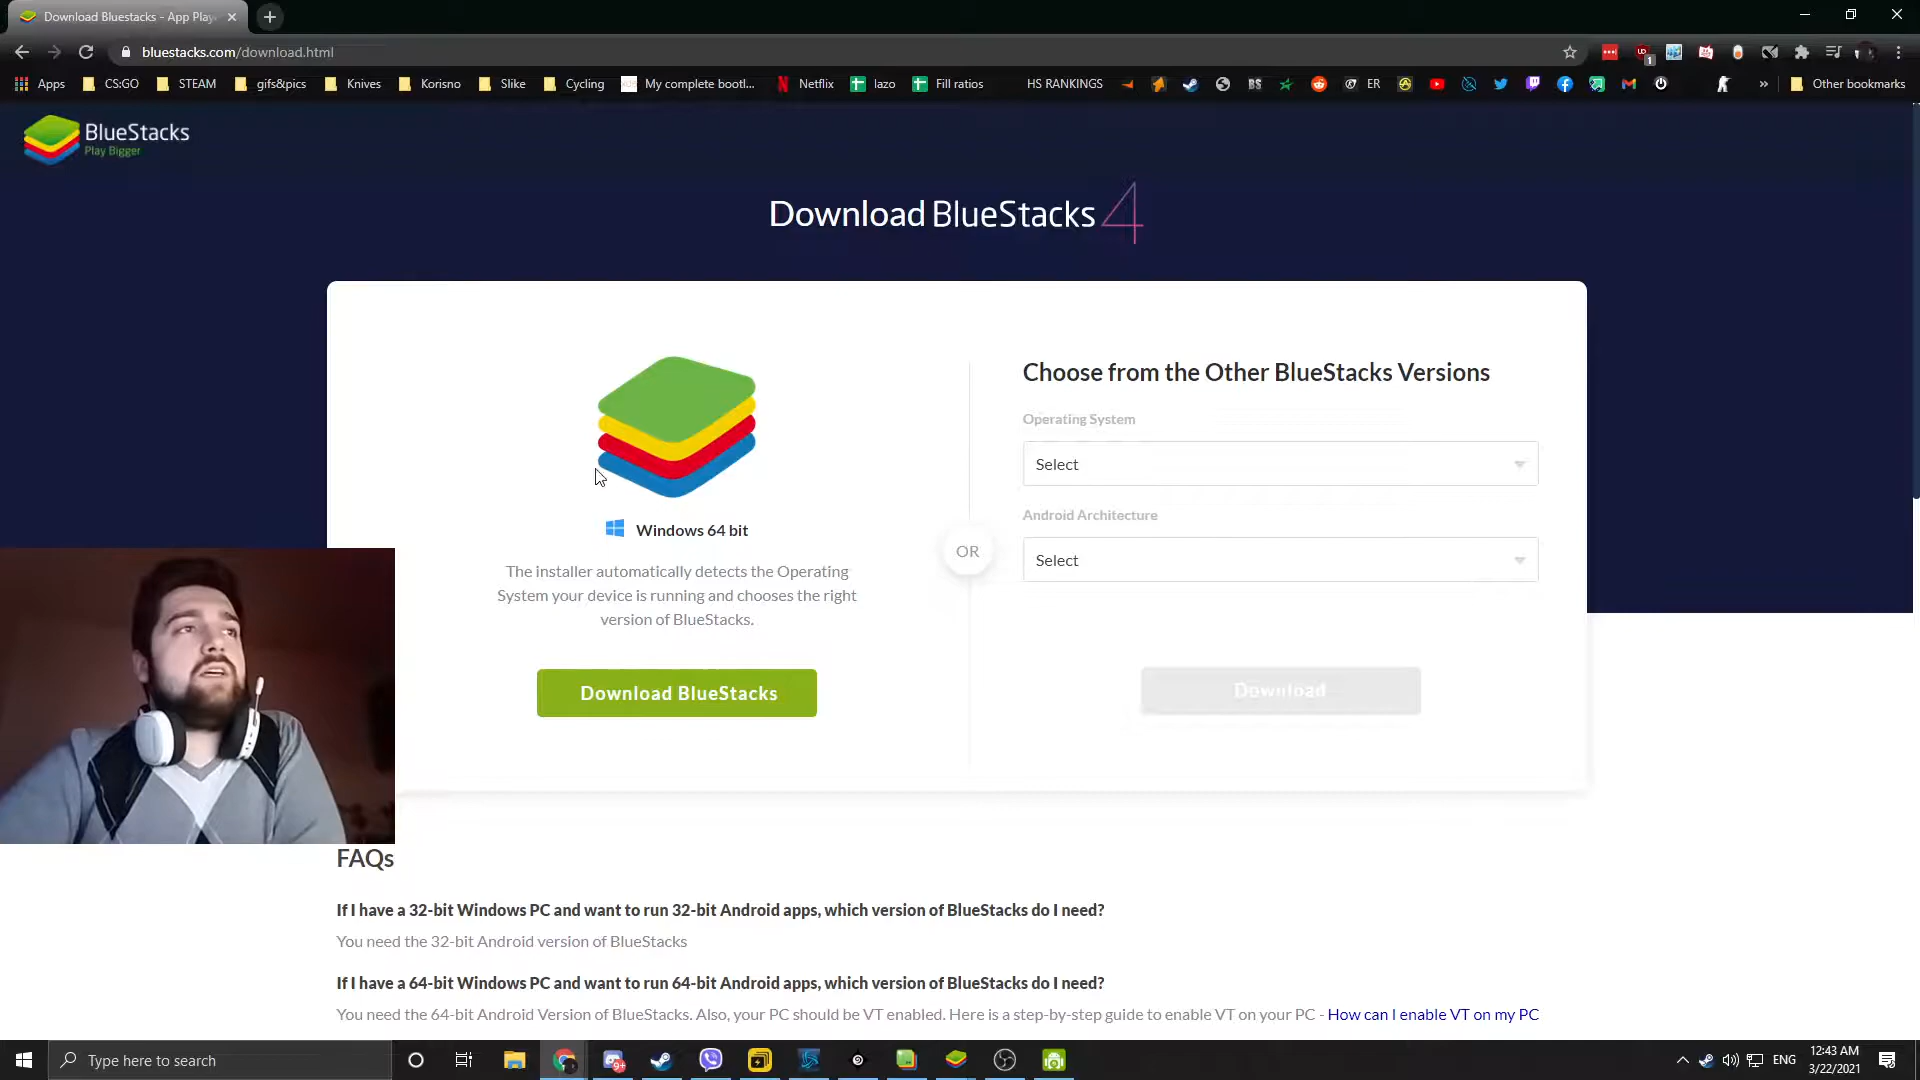 Download Bluestacks - App Play
bluestacks.com/download.html
1
Apps
CS:GO
STEAM
gifs&pics
Knives
Korisno
Slike
Cycling
My complete bootl...
Netflix
lazo
Fill ratios
HS RANKINGS
BS
ER
»
Other bookmarks
BlueStacks
Play Bigger
Download BlueStacks 4
Choose from the Other BlueStacks Versions
Operating System
Select
Android Architecture
Select
Download
OR
Windows 64 bit
The installer automatically detects the Operating
System your device is running and chooses the right
version of BlueStacks.
Download BlueStacks
FAQs
If I have a 32-bit Windows PC and want to run 32-bit Android apps, which version of BlueStacks do I need?
You need the 32-bit Android version of BlueStacks
If I have a 64-bit Windows PC and want to run 64-bit Android apps, which version of BlueStacks do I need?
You need the 64-bit Android Version of BlueStacks. Also, your PC should be VT enabled. Here is a step-by-step guide to enable VT on your PC - How can I enable VT on my PC
Type here to search
9+
ENG
12:43 AM
3/22/2021